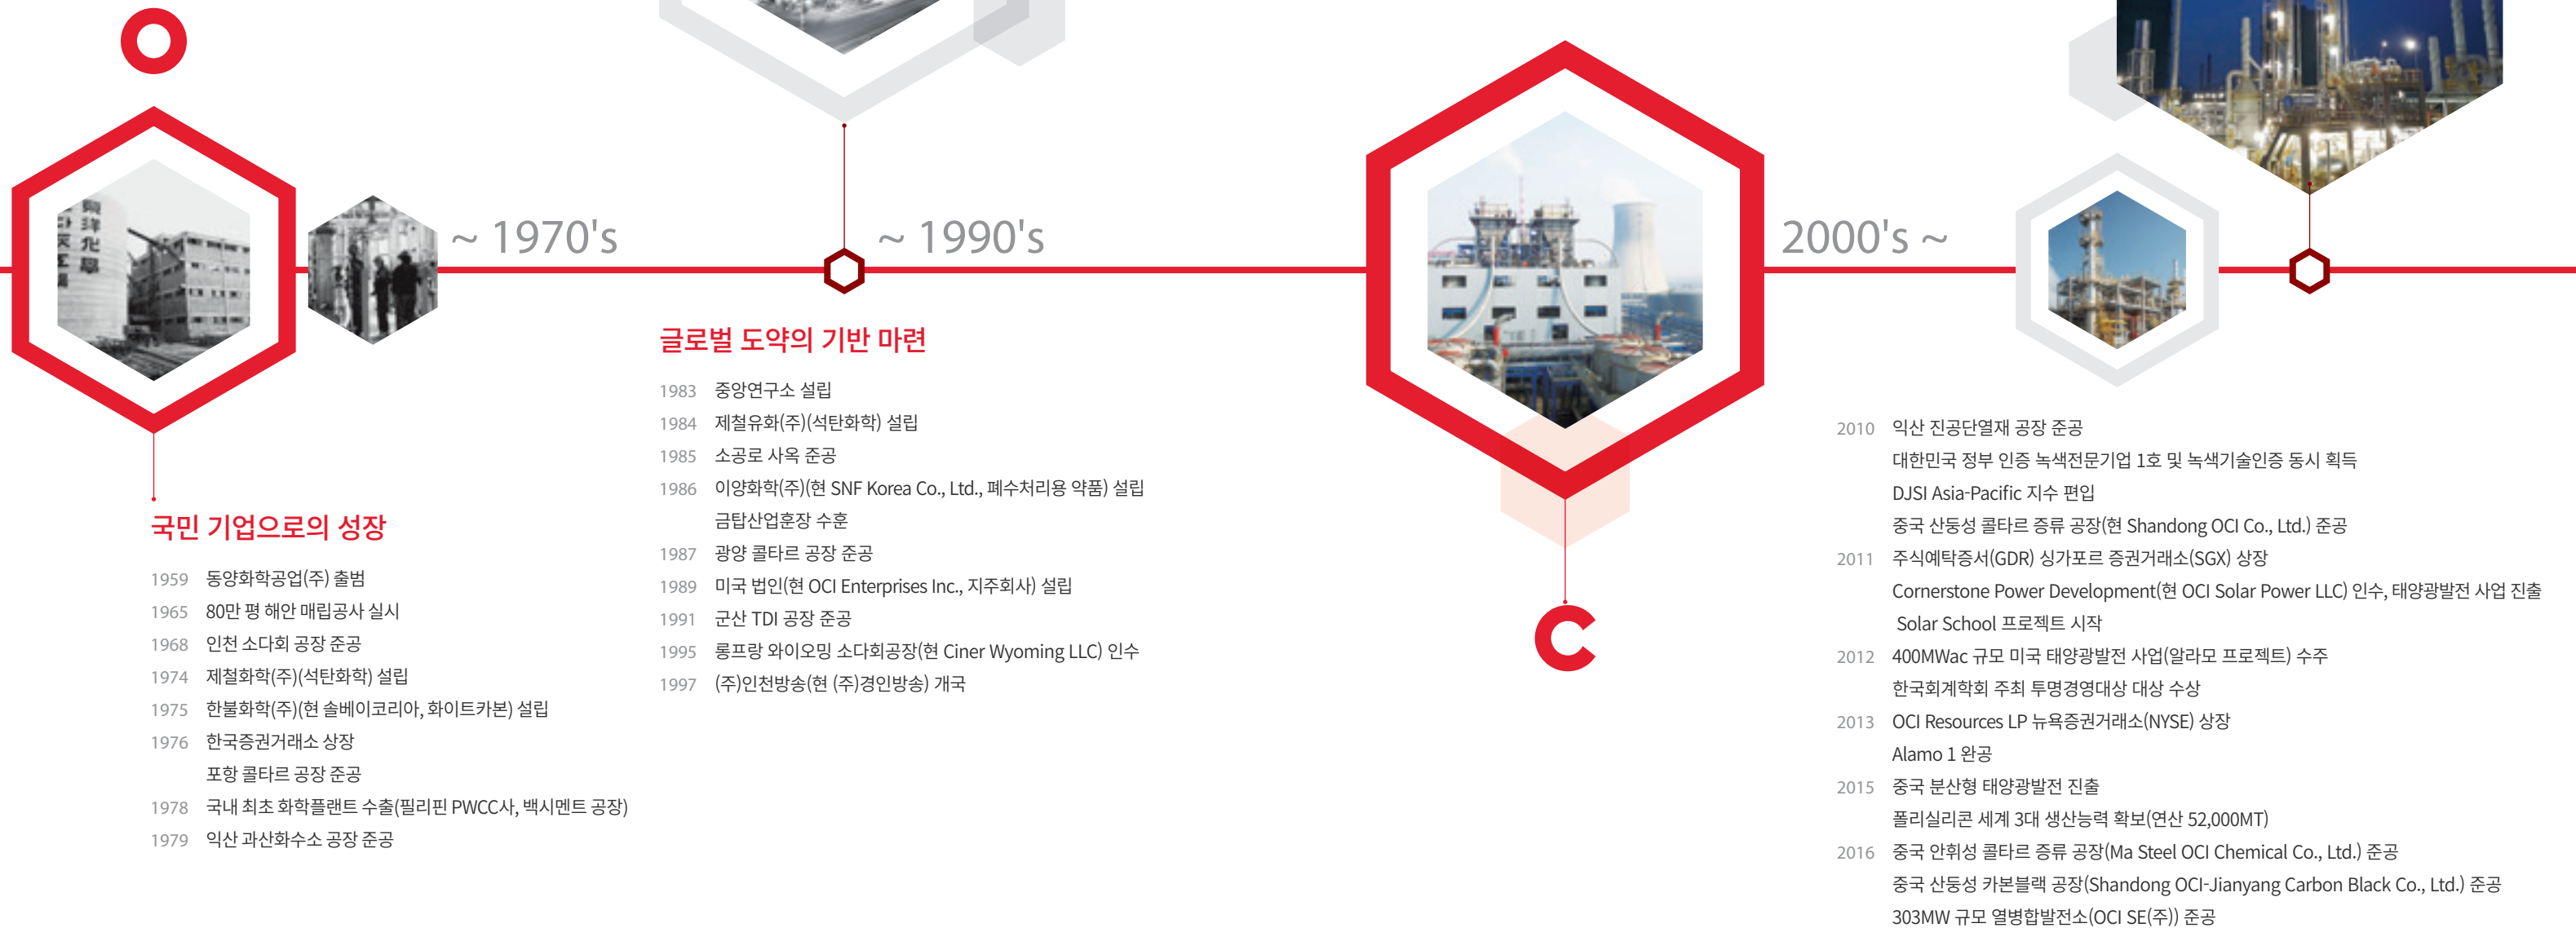 O
~ 1970's
국민 기업으로의 성장
1959 동양화학공업(주) 출범
1965 80만 평 해안 매립공사 실시
1968 인천 소다회 공장 준공
1974 제철화학(주)(석탄화학) 설립
1975 한불화학(주)(현 솔베이코리아, 화이트카본) 설립
1976 한국증권거래소 상장
포항 콜타르 공장 준공
1978 국내 최초 화학플랜트 수출(필리핀 PWCC사, 백시멘트 공장)
1979 익산 과산화수소 공장 준공
~ 1990's
글로벌 도약의 기반 마련
1983 중앙연구소 설립
1984 제철유화(주)(석탄화학) 설립
1985 소공로 사옥 준공
1986 이양화학(주)(현 SNF Korea Co., Ltd., 폐수처리용 약품) 설립
금탑산업훈장 수훈
1987 광양 콜타르 공장 준공
1989 미국 법인(현 OCI Enterprises Inc., 지주회사) 설립
1991 군산 TDI 공장 준공
1995 롱프랑 와이오밍 소다회공장(현 Ciner Wyoming LLC) 인수
1997 (주)인천방송(현 (주)경인방송) 개국
C
2000's ~
2010 익산 진공단열재 공장 준공
대한민국 정부 인증 녹색전문기업 1호 및 녹색기술인증 동시 획득
DJSI Asia-Pacific 지수 편입
중국 산둥성 콜타르 증류 공장(현 Shandong OCI Co., Ltd.) 준공
2011 주식예탁증서(GDR) 싱가포르 증권거래소(SGX) 상장
Cornerstone Power Development(현 OCI Solar Power LLC) 인수, 태양광발전 사업 진출
Solar School 프로젝트 시작
2012 400MWac 규모 미국 태양광발전 사업(알라모 프로젝트) 수주
한국회계학회 주최 투명경영대상 대상 수상
2013 OCI Resources LP 뉴욕증권거래소(NYSE) 상장
Alamo 1 완공
2015 중국 분산형 태양광발전 진출
폴리실리콘 세계 3대 생산능력 확보(연산 52,000MT)
2016 중국 안휘성 콜타르 증류 공장(Ma Steel OCI Chemical Co., Ltd.) 준공
중국 산둥성 카본블랙 공장(Shandong OCI-Jianyang Carbon Black Co., Ltd.) 준공
303MW 규모 열병합발전소(OCI SE(주)) 준공